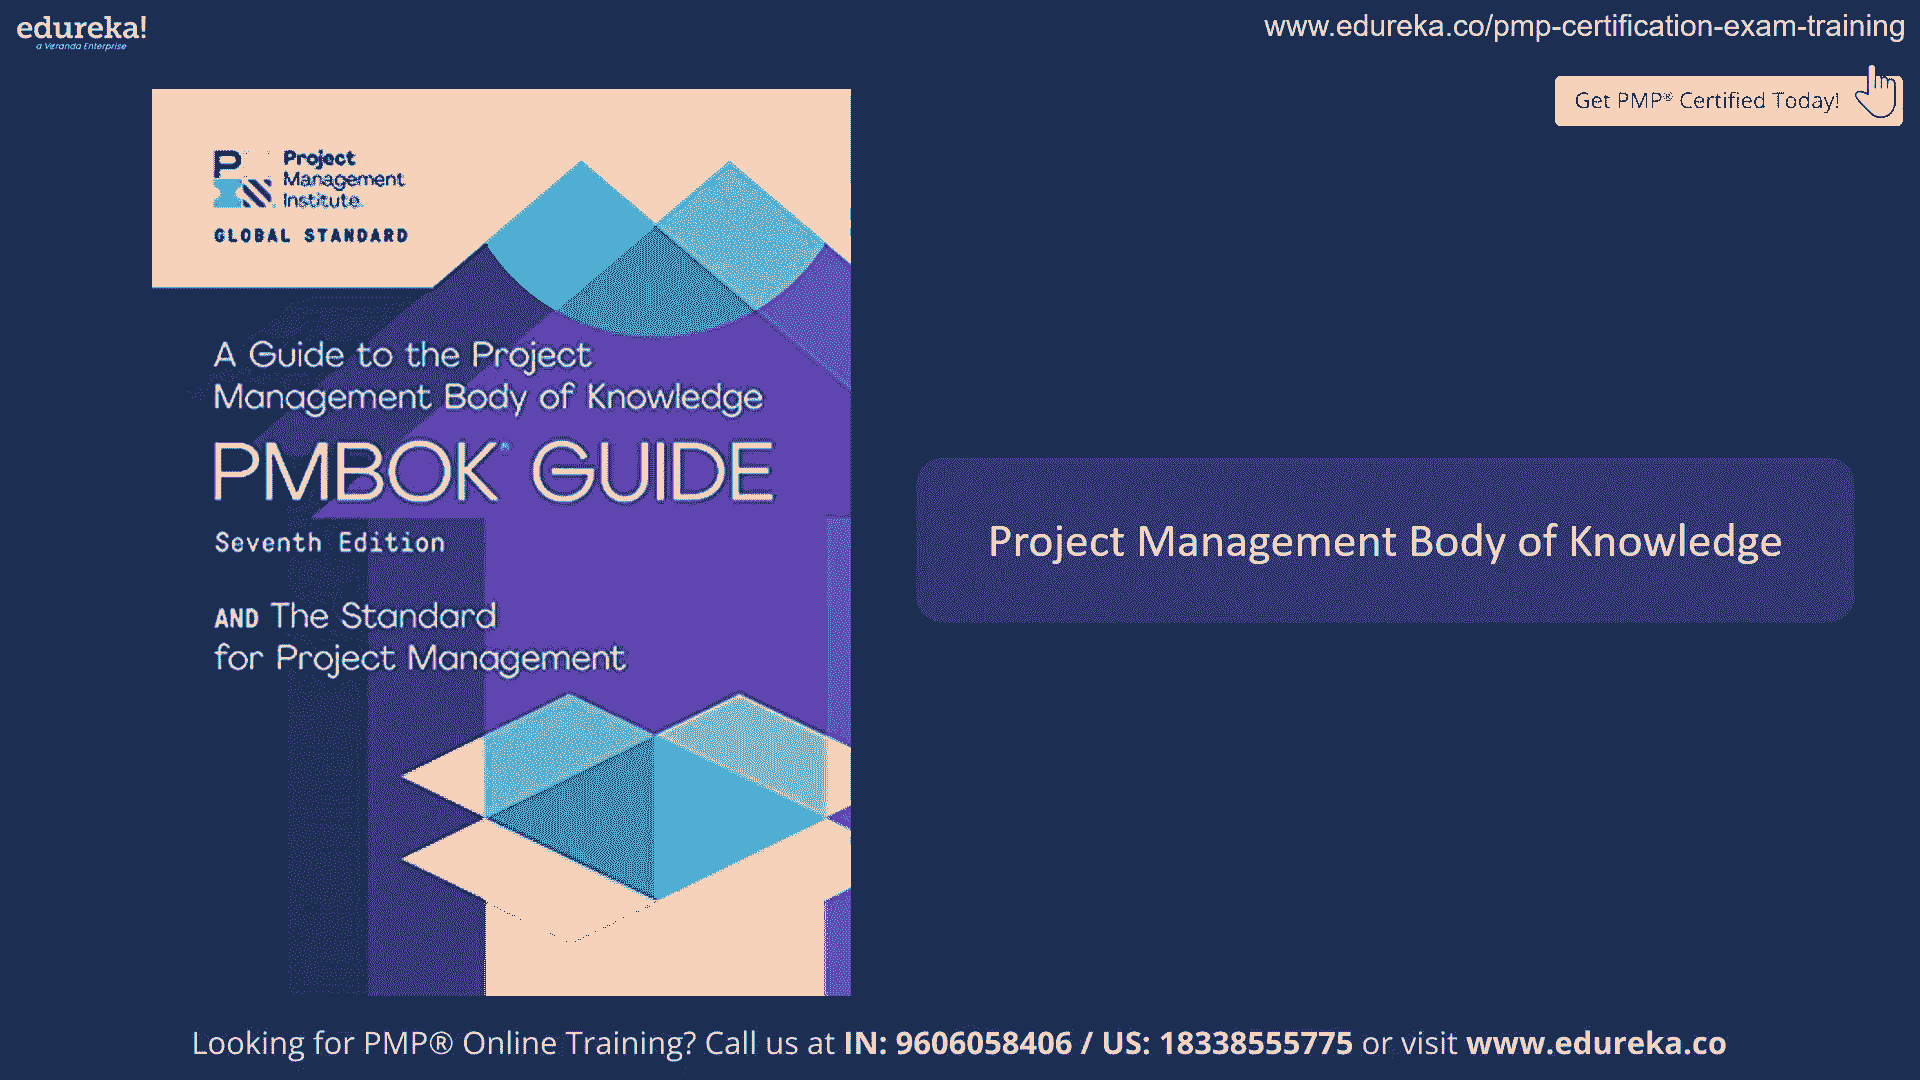 edureka!
a Veranda Enterprise
www.edureka.co/pmp-certification-exam-training
Get PMP® Certified Today!
Project
Management
Institute
GLOBAL STANDARD
A Guide to the Project
Management Body of Knowledge
PMBOK® GUIDE
Seventh Edition
AND The Standard
for Project Management
Project Management Body of Knowledge
Looking for PMP® Online Training? Call us at IN: 9606058406 / US: 18338555775 or visit www.edureka.co